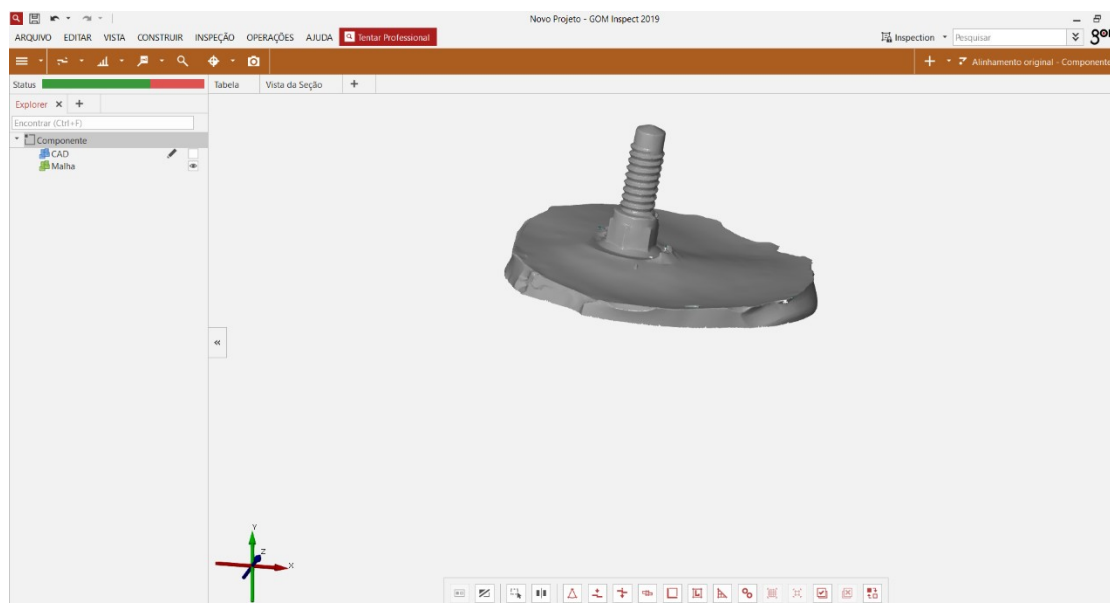 Novo Projeto - GOM Inspect 2019
ARQUIVO EDITAR VISTA CONSTRUIR INSPEÇÃO OPERAÇÕES AJUDA Tentar Professional Inspection Pesquisar
Alinhamento original - Componente
Status Tabela Vista da Seção
Explorer
Encontrar (Ctrl+F)
Componente
CAD
Malha
Y
Z
X